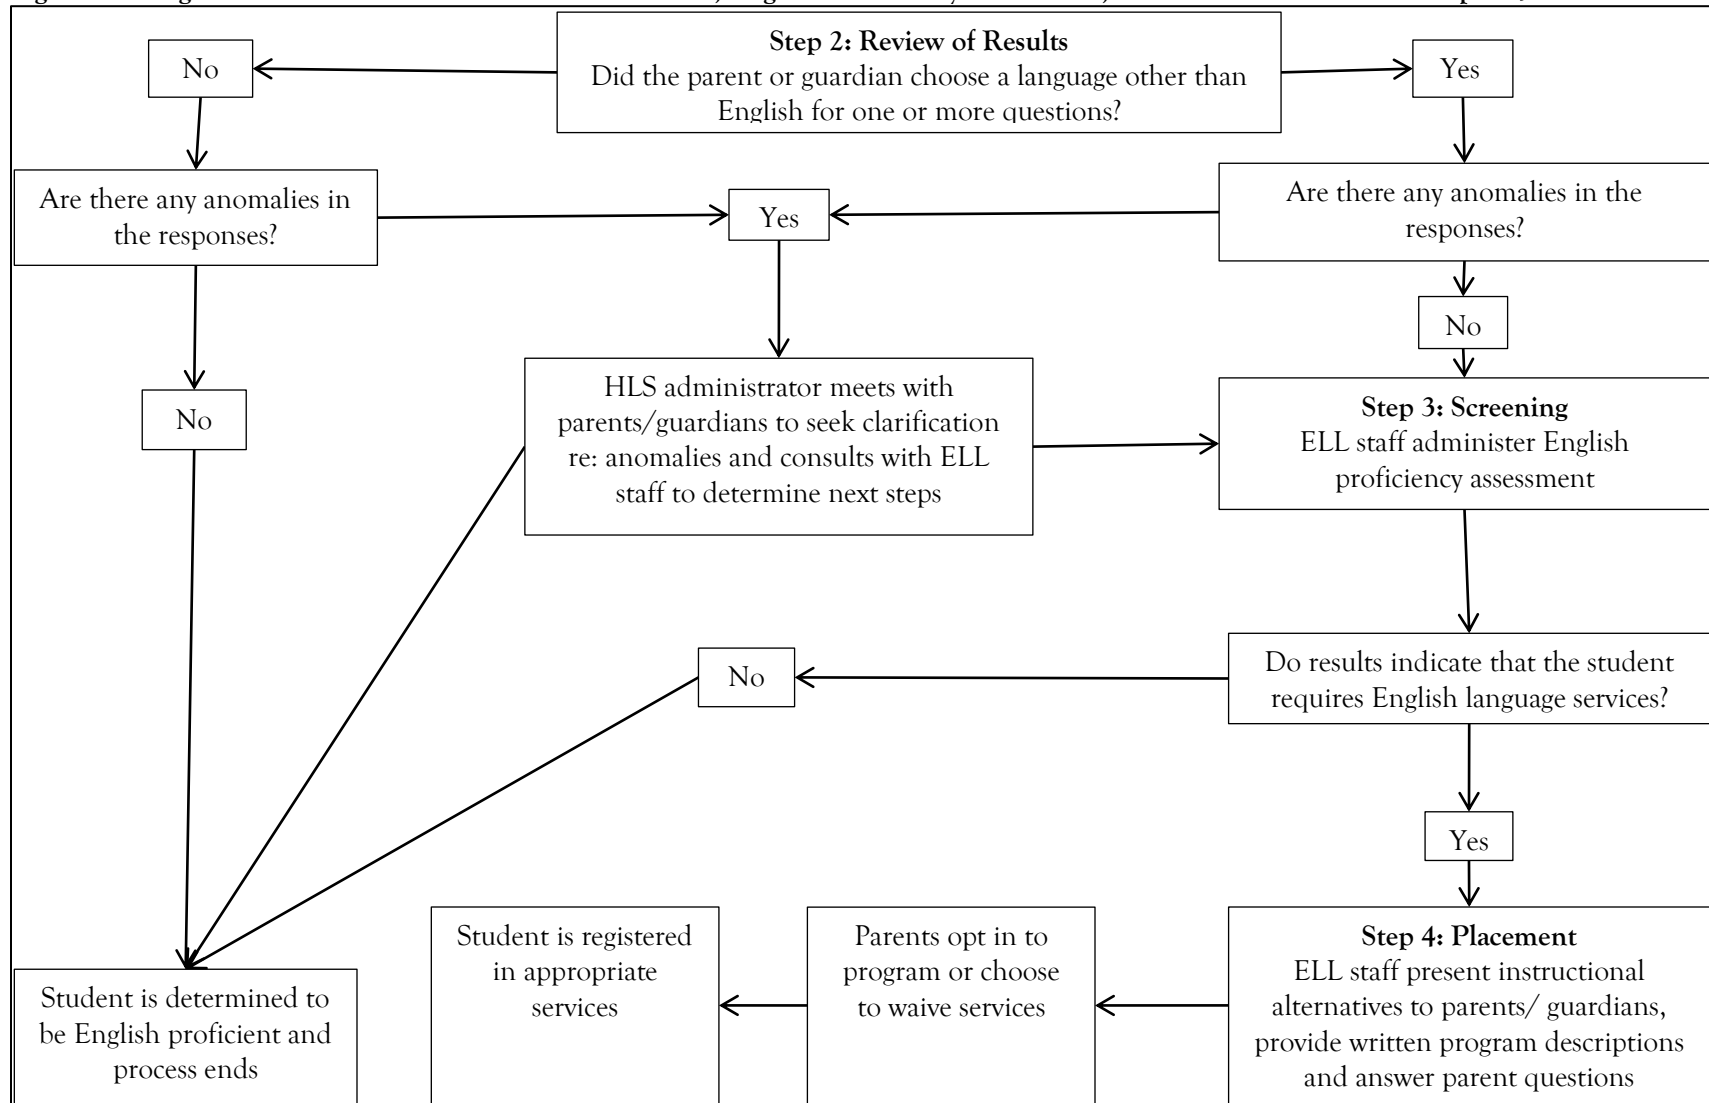 Step 2: Review of Results
Did the parent or guardian choose a language other than
English for one or more questions?
No
Yes
Are there any anomalies in
the responses?
Yes
Are there any anomalies in the
responses?
No
No
HLS administrator meets with
parents/guardians to seek clarification
re: anomalies and consults with ELL
staff to determine next steps
Step 3: Screening
ELL staff administer English
proficiency assessment
No
Do results indicate that the student
requires English language services?
Yes
Student is determined to
be English proficient and
process ends
Student is registered
in appropriate
services
Parents opt in to
program or choose
to waive services
Step 4: Placement
ELL staff present instructional
alternatives to parents/ guardians,
provide written program descriptions
and answer parent questions